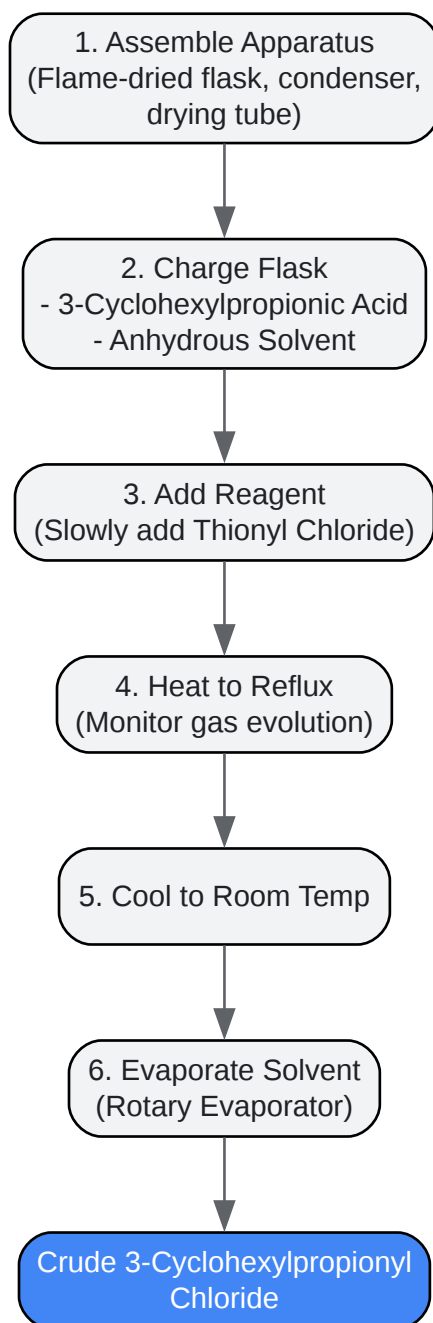 1. Assemble Apparatus
(Flame-dried flask, condenser,
drying tube)
2. Charge Flask
- 3-Cyclohexylpropionic Acid
- Anhydrous Solvent
3. Add Reagent
(Slowly add Thionyl Chloride)
4. Heat to Reflux
(Monitor gas evolution)
5. Cool to Room Temp
6. Evaporate Solvent
(Rotary Evaporator)
Crude 3-Cyclohexylpropionyl
Chloride